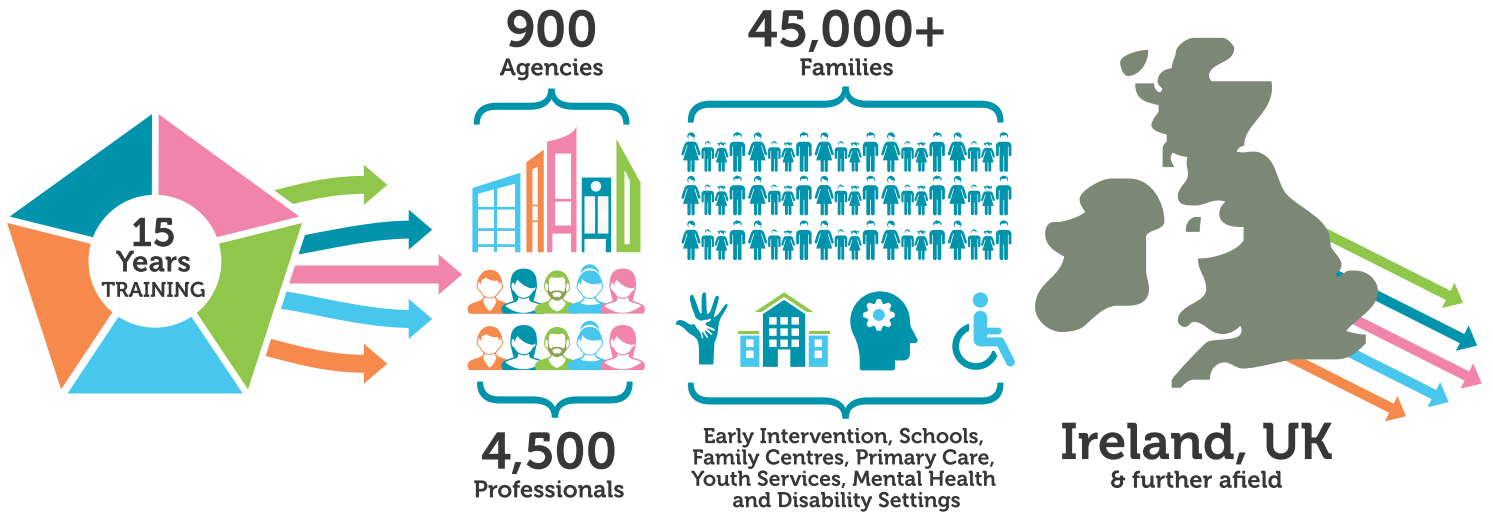 15
Years
TRAINING
900
Agencies
4,500
Professionals
45,000+
Families
Early Intervention, Schools,
Family Centres, Primary Care,
Youth Services, Mental Health
and Disability Settings
Ireland, UK
& further afield